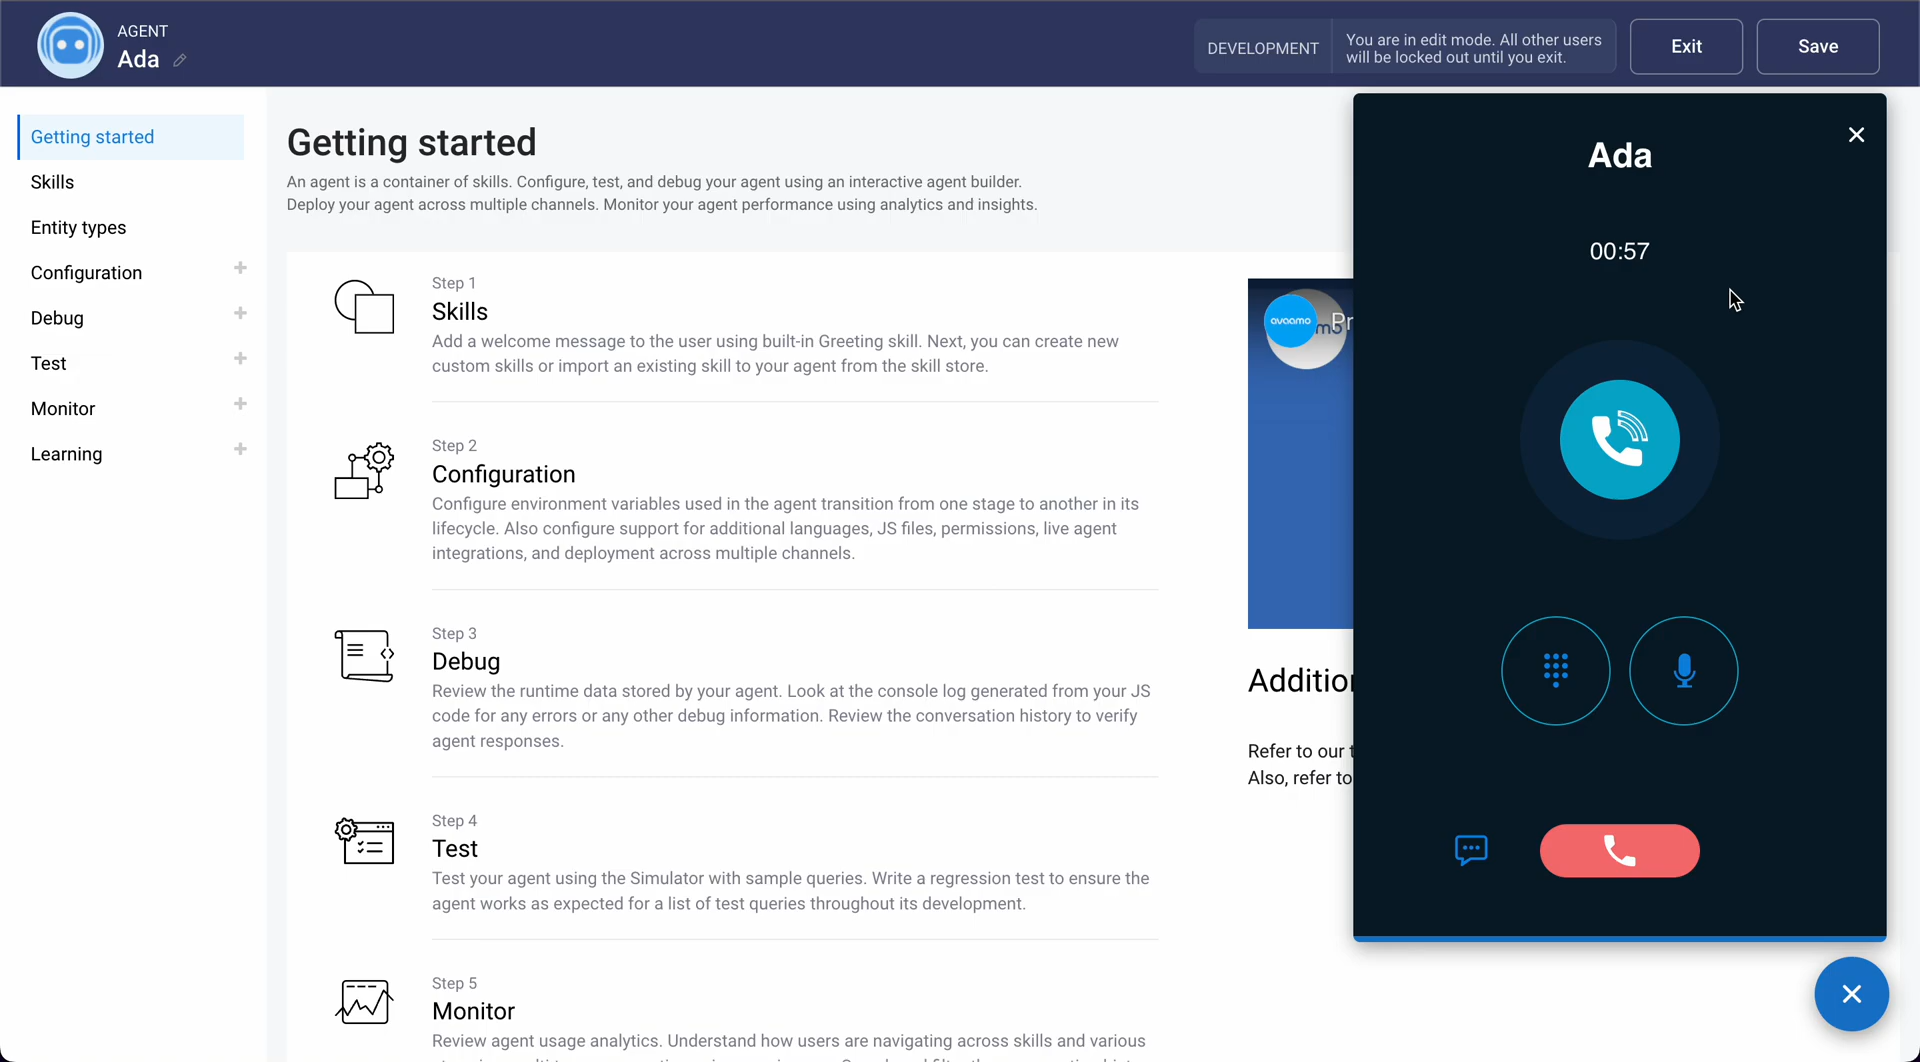 AGENT
Ada
DEVELOPMENT
You are in edit mode. All other users
will be locked out until you exit.
Exit
Save
Getting started
Skills
Entity types
Configuration
Debug
Test
Monitor
Learning
Getting started
An agent is a container of skills. Configure, test, and debug your agent using an interactive agent builder.
Deploy your agent across multiple channels. Monitor your agent performance using analytics and insights.
Step 1
Skills
Add a welcome message to the user using built-in Greeting skill. Next, you can create new
custom skills or import an existing skill to your agent from the skill store.
Step 2
Configuration
Configure environment variables used in the agent transition from one stage to another in its
lifecycle. Also configure support for additional languages, JS files, permissions, live agent
integrations, and deployment across multiple channels.
Step 3
Debug
Review the runtime data stored by your agent. Look at the console log generated from your JS
code for any errors or any other debug information. Review the conversation history to verify
agent responses.
Step 4
Test
Test your agent using the Simulator with sample queries. Write a regression test to ensure the
agent works as expected for a list of test queries throughout its development.
Step 5
Monitor
Review agent usage analytics. Understand how users are navigating across skills and various
avaamo
Pr
Additio
Refer to our t
Also, refer to
Ada
00:57